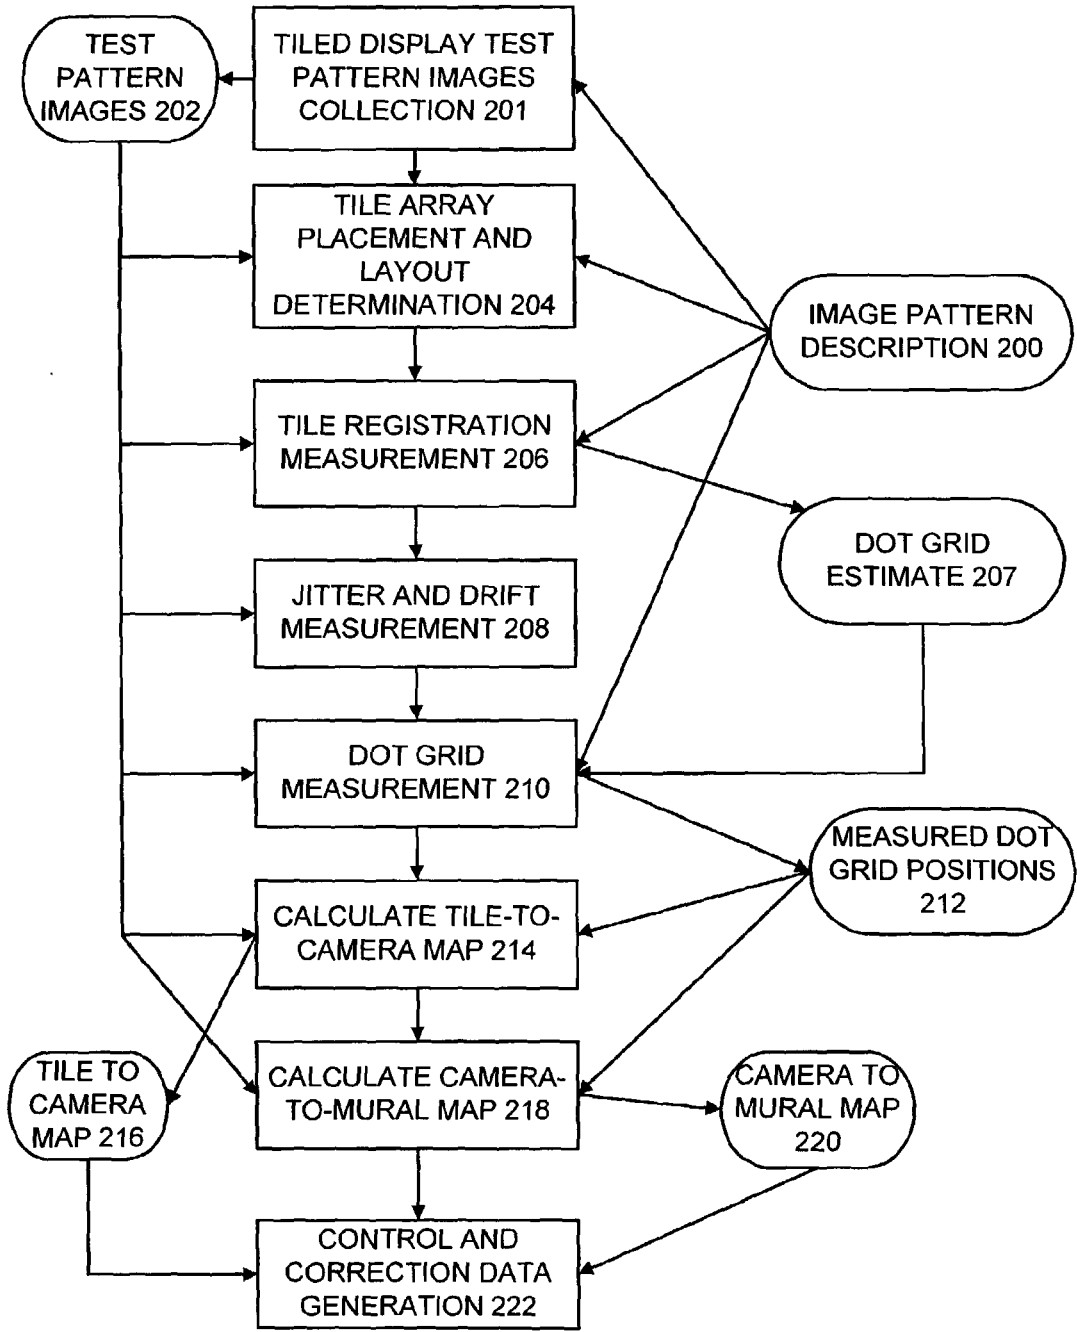 TEST
PATTERN
IMAGES 202
TILED DISPLAY TEST
PATTERN IMAGES
COLLECTION 201
TILE ARRAY
PLACEMENT AND
LAYOUT
DETERMINATION 204
IMAGE PATTERN
DESCRIPTION 200
TILE REGISTRATION
MEASUREMENT 206
DOT GRID
ESTIMATE 207
JITTER AND DRIFT
MEASUREMENT 208
DOT GRID
MEASUREMENT 210
MEASURED DOT
GRID POSITIONS
212
CALCULATE TILE-TO-
CAMERA MAP 214
TILE TO
CAMERA
MAP 216
CALCULATE CAMERA-
TO-MURAL MAP 218
CAMERA TO
MURAL MAP
220
CONTROL AND
CORRECTION DATA
GENERATION 222